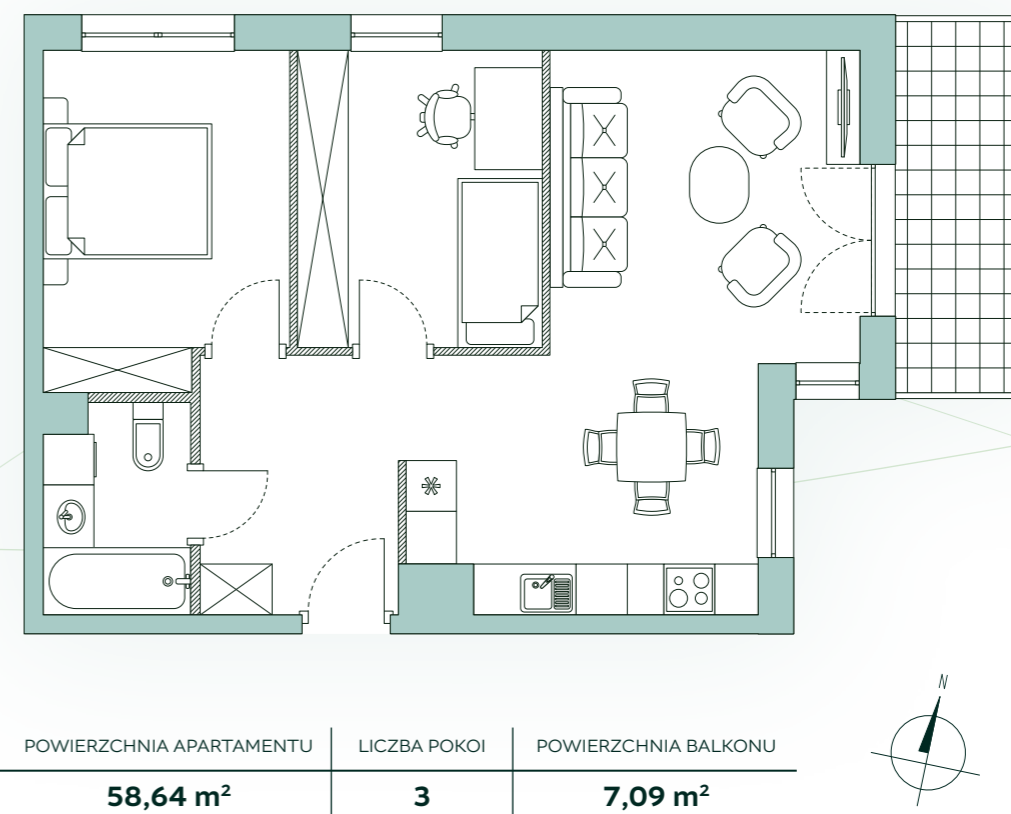 N
POWIERZCHNIA APARTAMENTU LICZBA POKOI POWIERZCHNIA BALKONU
58,64 m² 3 7,09 m²